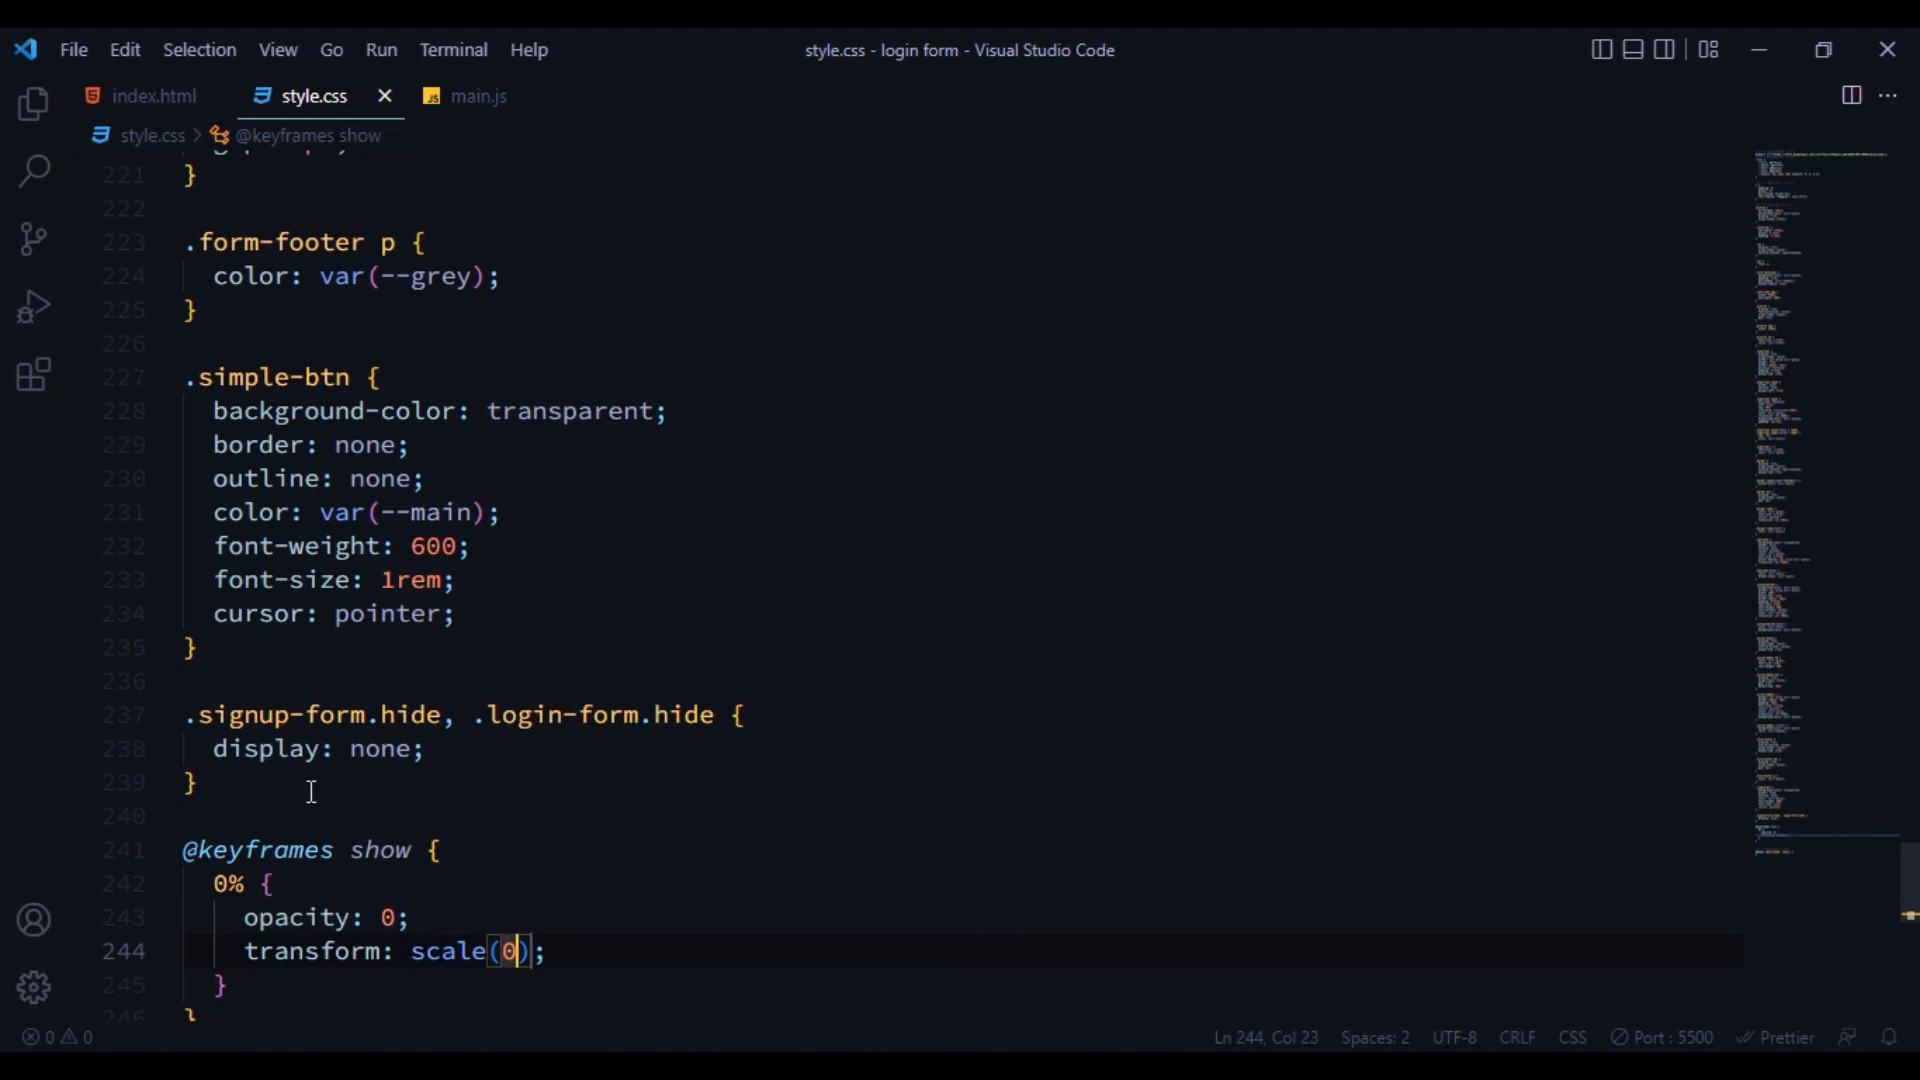 File Edit Selection View Go Run Terminal Help style.css - login form - Visual Studio Code
index.html style.css JS main.js
style.css > @keyframes show
221 }
222
223 .form-footer p {
224 color: var(--grey);
225 }
226
227 .simple-btn {
228 background-color: transparent;
229 border: none;
230 outline: none;
231 color: var(--main);
232 font-weight: 600;
233 font-size: 1rem;
234 cursor: pointer;
235 }
236
237 .signup-form.hide, .login-form.hide {
238 display: none;
239 }
240
241 @keyframes show {
242 0% {
243 opacity: 0;
244 transform: scale(0);
245 }
246 }
0 0 Ln 244, Col 23 Spaces: 2 UTF-8 CRLF CSS Port : 5500 Prettier